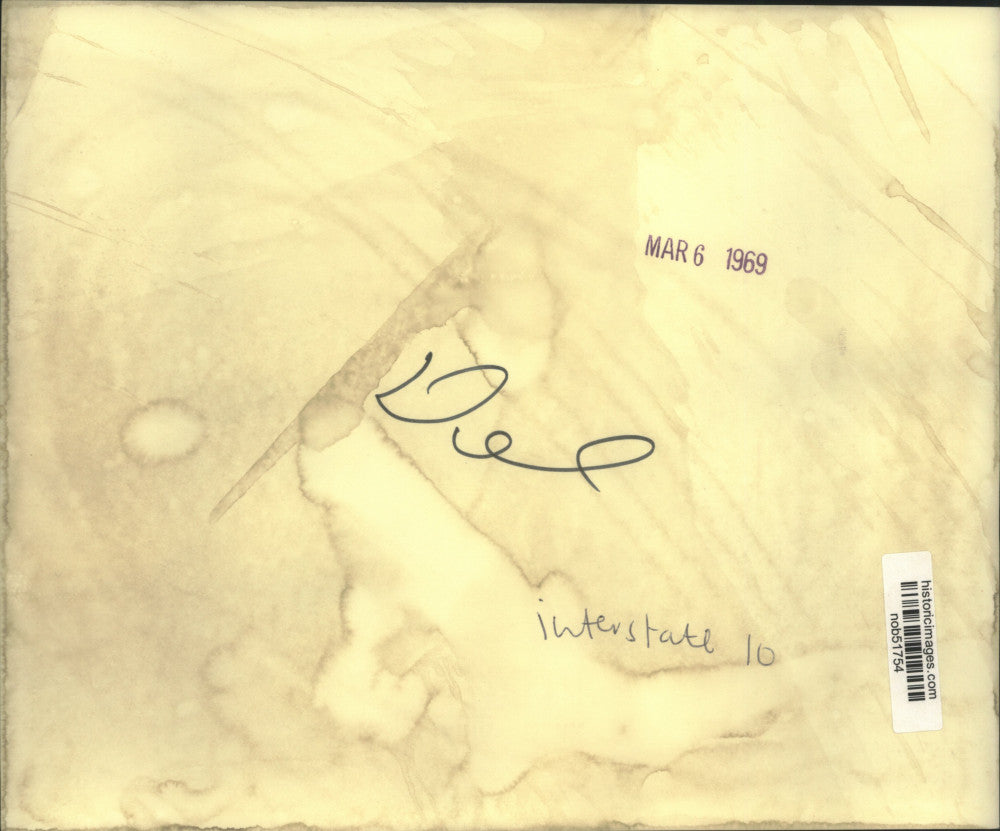 MAR 6 1969
interstate 10
historicimages.com
nob51754